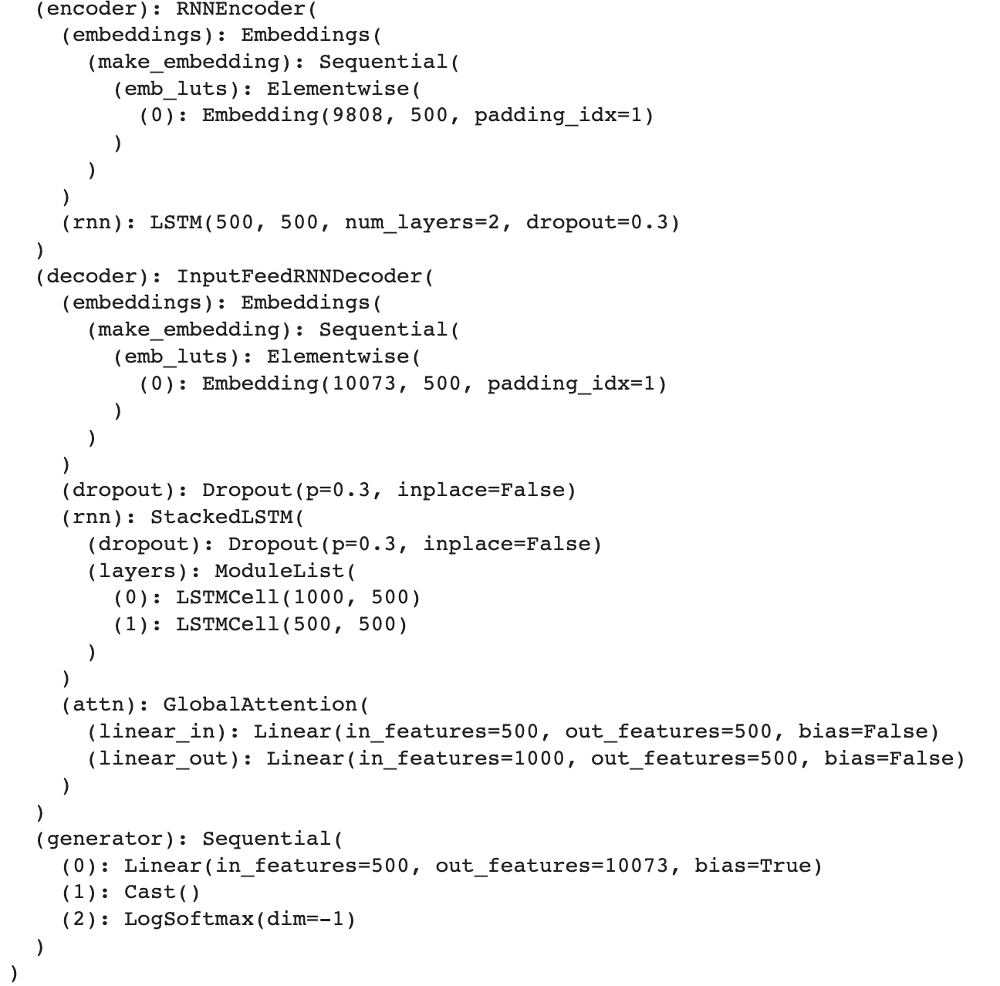 (encoder): RNNEncoder(
(embeddings): Embeddings(
(make_embedding): Sequential(
(emb_luts): Elementwise(
(0): Embedding(9808, 500, padding_idx=1)
)
)
)
(rnn): LSTM(500, 500, num_layers=2, dropout=0.3)
)
(decoder): InputFeedRNNDecoder(
(embeddings): Embeddings(
(make_embedding): Sequential(
(emb_luts): Elementwise(
(0): Embedding(10073, 500, padding_idx=1)
)
)
)
(dropout): Dropout(p=0.3, inplace=False)
(rnn): StackedLSTM(
(dropout): Dropout(p=0.3, inplace=False)
(layers): ModuleList(
(0): LSTMCell(1000, 500)
(1): LSTMCell(500, 500)
)
)
(attn): GlobalAttention(
(linear_in): Linear(in_features=500, out_features=500, bias=False)
(linear_out): Linear(in_features=1000, out_features=500, bias=False)
)
)
(generator): Sequential(
(0): Linear(in_features=500, out_features=10073, bias=True)
(1): Cast()
(2): LogSoftmax(dim=-1)
)
)